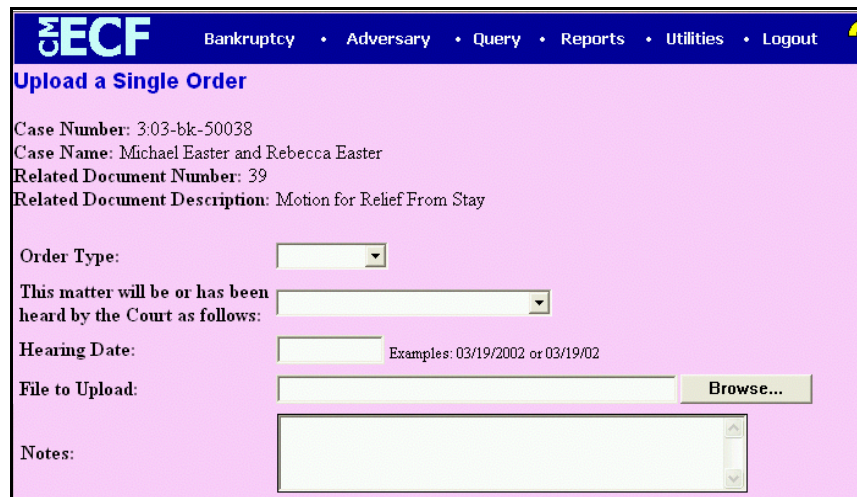 CM ECF Bankruptcy • Adversary • Query • Reports • Utilities • Logout
Upload a Single Order
Case Number: 3:03-bk-50038
Case Name: Michael Easter and Rebecca Easter
Related Document Number: 39
Related Document Description: Motion for Relief From Stay
Order Type:
This matter will be or has been
heard by the Court as follows:
Hearing Date: Examples: 03/19/2002 or 03/19/02
File to Upload: Browse...
Notes: